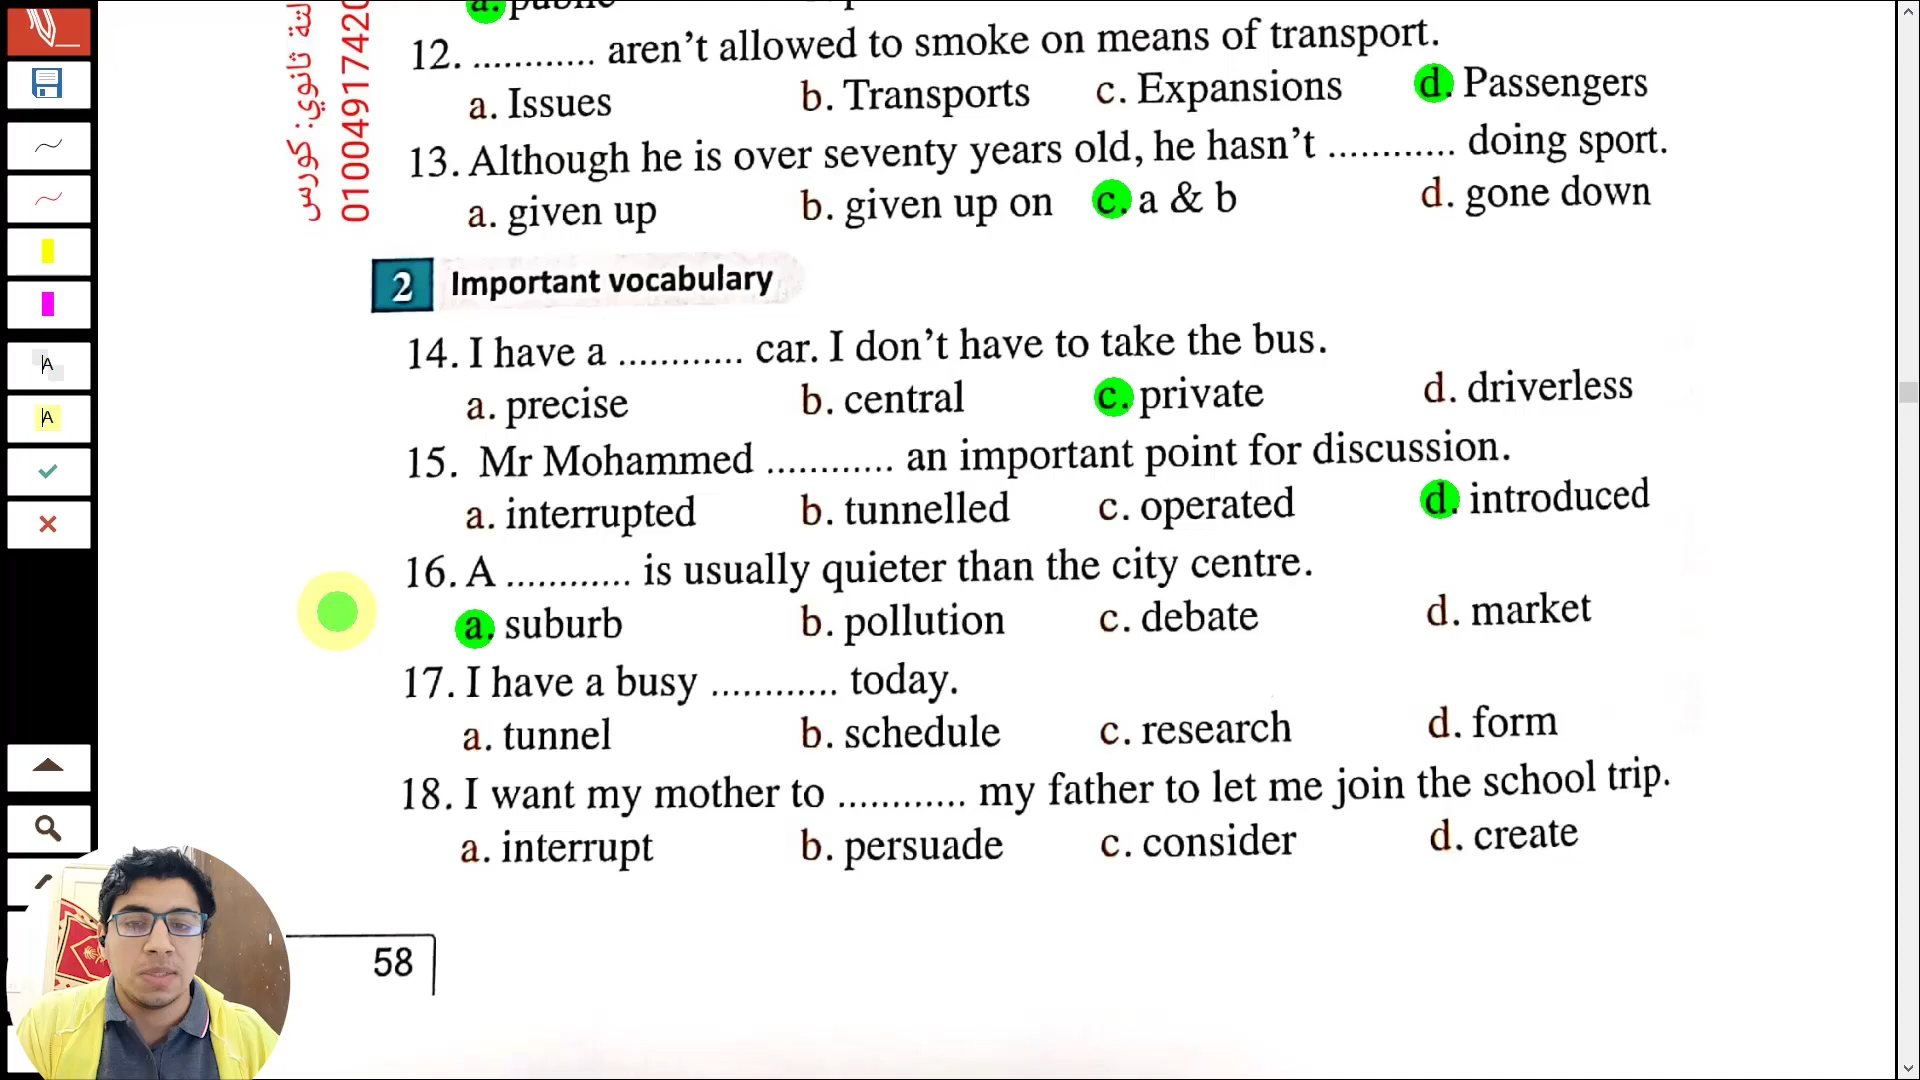 a. public
12. ............ aren't allowed to smoke on means of transport.
a. Issues b. Transports c. Expansions d. Passengers
13. Although he is over seventy years old, he hasn't ............ doing sport.
a. given up b. given up on c. a & b d. gone down
2 Important vocabulary
14. I have a ............ car. I don't have to take the bus.
a. precise b. central c. private d. driverless
15. Mr Mohammed ............ an important point for discussion.
a. interrupted b. tunnelled c. operated d. introduced
16. A ............ is usually quieter than the city centre.
a. suburb b. pollution c. debate d. market
17. I have a busy ............ today.
a. tunnel b. schedule c. research d. form
18. I want my mother to ............ my father to let me join the school trip.
a. interrupt b. persuade c. consider d. create
58
ثانوي: كورس
01004917420
A
A